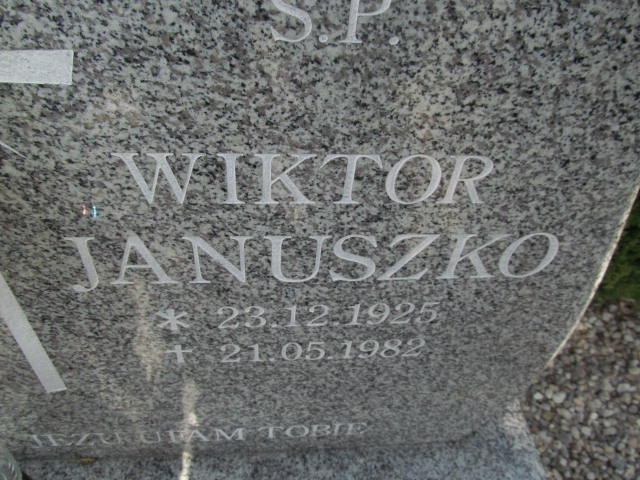 S.P.
WIKTOR
JANUSZKO
* 23.12.1925
† 21.05.1982
JEZU UFAM TOBIE